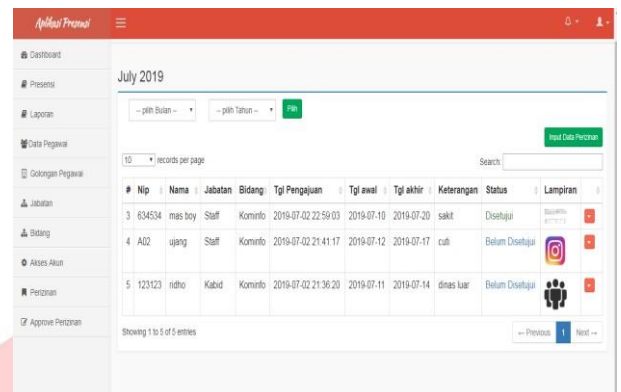 Aplikasi Presensi
Dashboard
Presensi
Laporan
Data Pegawai
Golongan Pegawai
Jabatan
Bidang
Akses Akun
Perizinan
Approve Perizinan
July 2019
-- pilih Bulan -- -- pilih Tahun -- Pilih
Input Data Perizinan
10 records per page Search:
# Nip Nama Jabatan Bidang Tgl Pengajuan Tgl awal Tgl akhir Keterangan Status Lampiran
3 634534 mas boy Staff Kominfo 2019-07-02 22:59:03 2019-07-10 2019-07-20 sakit Disetujui
4 A02 ujang Staff Kominfo 2019-07-02 21:41:17 2019-07-12 2019-07-17 cuti Belum Disetujui
5 123123 ridho Kabid Kominfo 2019-07-02 21:36:20 2019-07-11 2019-07-14 dinas luar Belum Disetujui
Showing 1 to 5 of 5 entries
← Previous 1 Next →